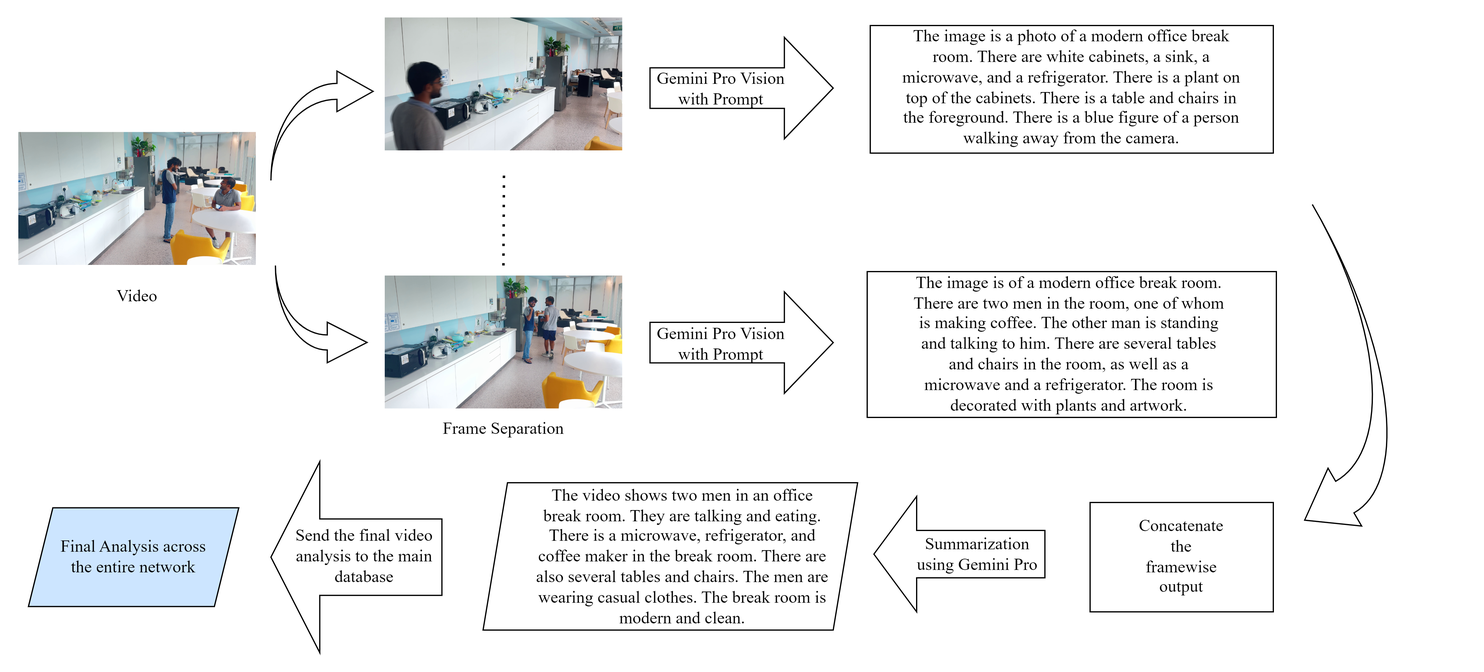 Gemini Pro Vision
with Prompt
The image is a photo of a modern office break
room. There are white cabinets, a sink, a
microwave, and a refrigerator. There is a plant on
top of the cabinets. There is a table and chairs in
the foreground. There is a blue figure of a person
walking away from the camera.
Video
Gemini Pro Vision
with Prompt
The image is of a modern office break room.
There are two men in the room, one of whom
is making coffee. The other man is standing
and talking to him. There are several tables
and chairs in the room, as well as a
microwave and a refrigerator. The room is
decorated with plants and artwork.
Frame Separation
Concatenate
the
framewise
output
Summarization
using Gemini Pro
The video shows two men in an office
break room. They are talking and eating.
There is a microwave, refrigerator, and
coffee maker in the break room. There are
also several tables and chairs. The men are
wearing casual clothes. The break room is
modern and clean.
Send the final video
analysis to the main
database
Final Analysis across
the entire network